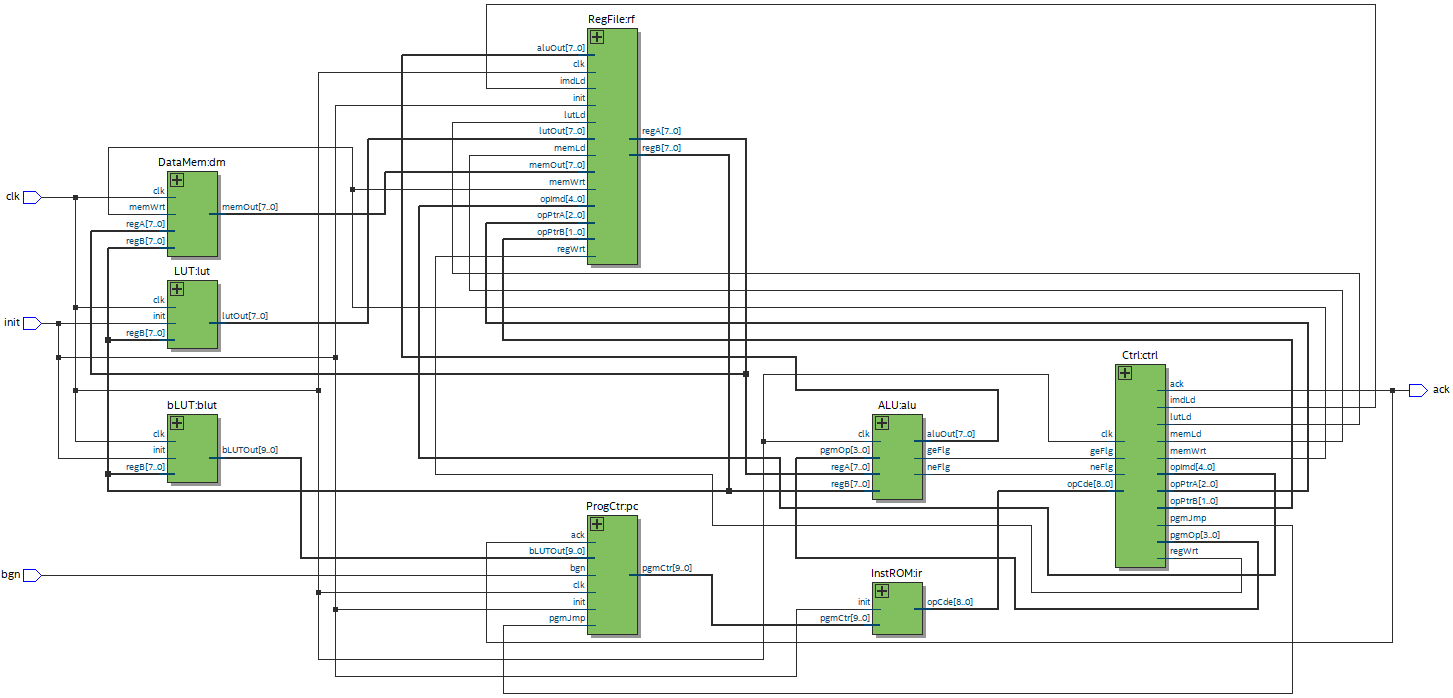 RegFile:rf
aluOut[7..0]
clk
imdLd
init
lutLd
lutOut[7..0]
memLd
memOut[7..0]
memWrt
opImd[4..0]
opPtrA[2..0]
opPtrB[1..0]
regWrt
regA[7..0]
regB[7..0]
DataMem:dm
clk
clk
memWrt
regA[7..0]
regB[7..0]
memOut[7..0]
LUT:lut
init
clk
init
regB[7..0]
lutOut[7..0]
bLUT:blut
clk
init
regB[7..0]
bLUTOut[9..0]
ALU:alu
clk
pgmOp[3..0]
regA[7..0]
regB[7..0]
aluOut[7..0]
geFlg
neFlg
Ctrl:ctrl
clk
geFlg
neFlg
opCde[8..0]
ack
imdLd
lutLd
memLd
memWrt
opImd[4..0]
opPtrA[2..0]
opPtrB[1..0]
pgmJmp
pgmOp[3..0]
regWrt
ack
ProgCtr:pc
bgn
ack
bLUTOut[9..0]
bgn
clk
init
pgmJmp
pgmCtr[9..0]
InstROM:ir
init
pgmCtr[9..0]
opCde[8..0]